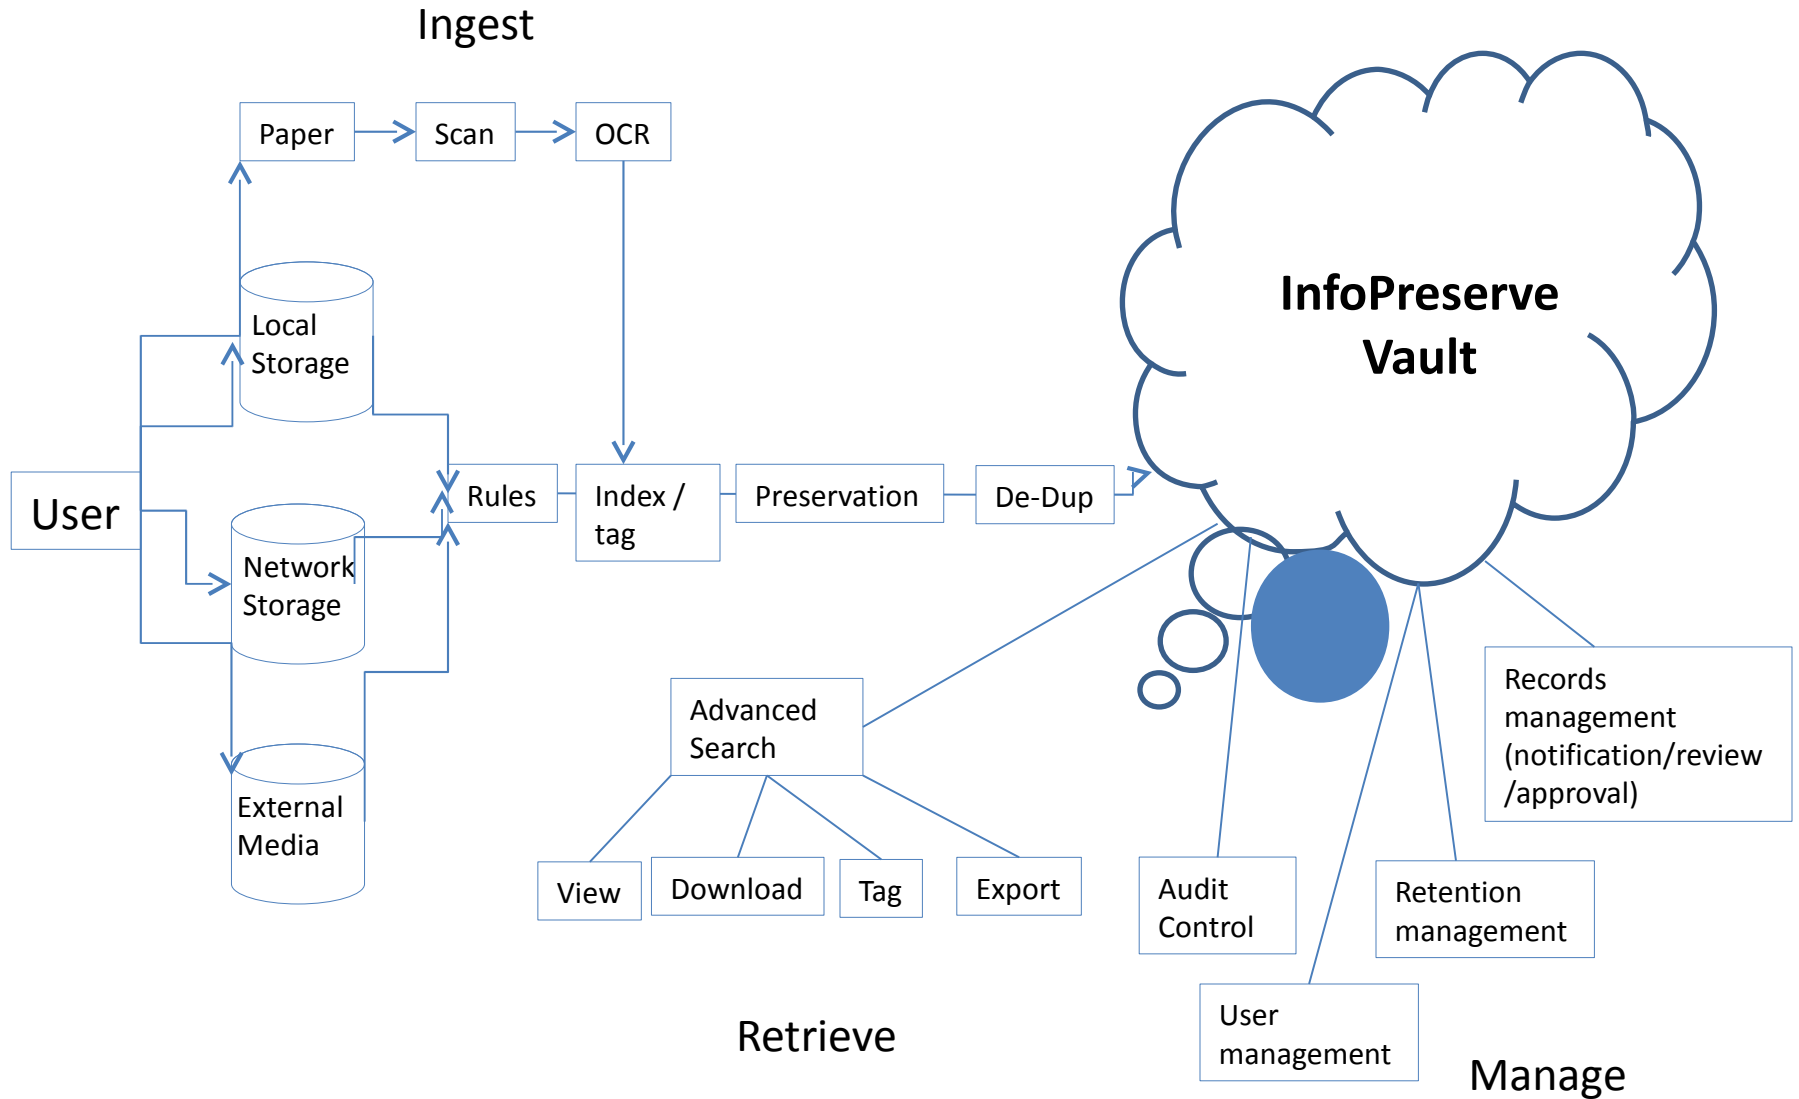 Ingest
Paper
Scan
OCR
Local
Storage
InfoPreserve
Vault
User
Rules
Index /
tag
Preservation
De-Dup
Network
Storage
External
Media
Advanced
Search
View
Download
Tag
Export
Records
management
(notification/review
/approval)
Audit
Control
Retention
management
User
management
Retrieve
Manage